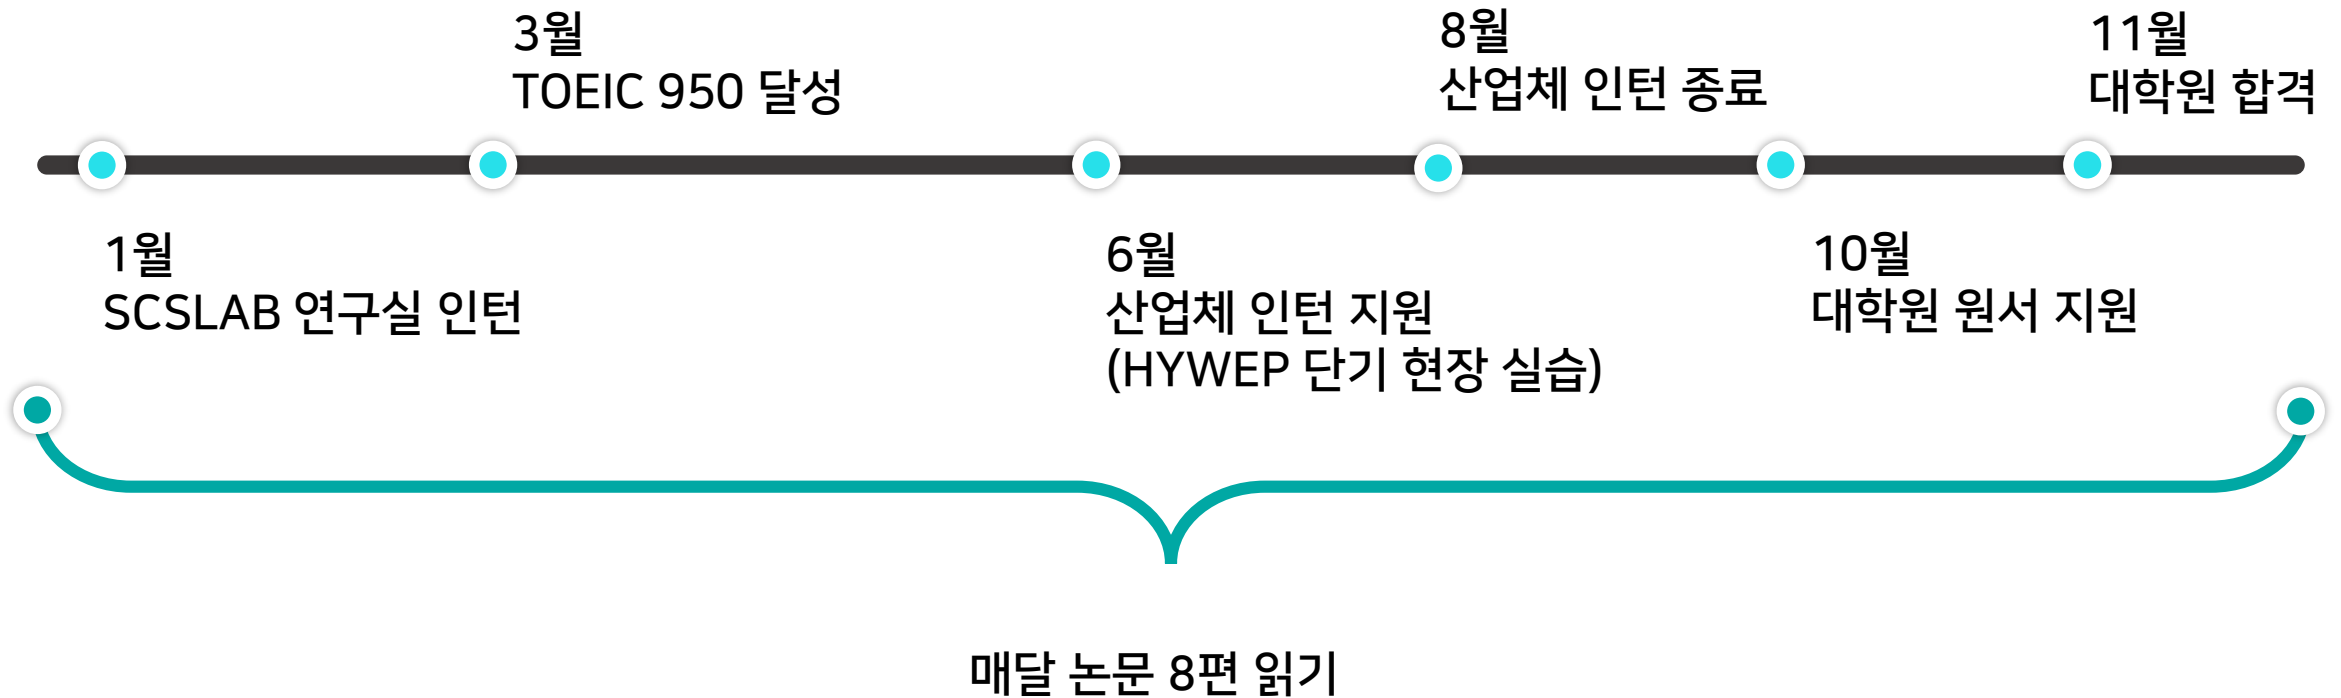 3월
TOEIC 950 달성
8월
산업체 인턴 종료
11월
대학원 합격
1월
SCSLAB 연구실 인턴
6월
산업체 인턴 지원
(HYWEP 단기 현장 실습)
10월
대학원 원서 지원
매달 논문 8편 읽기